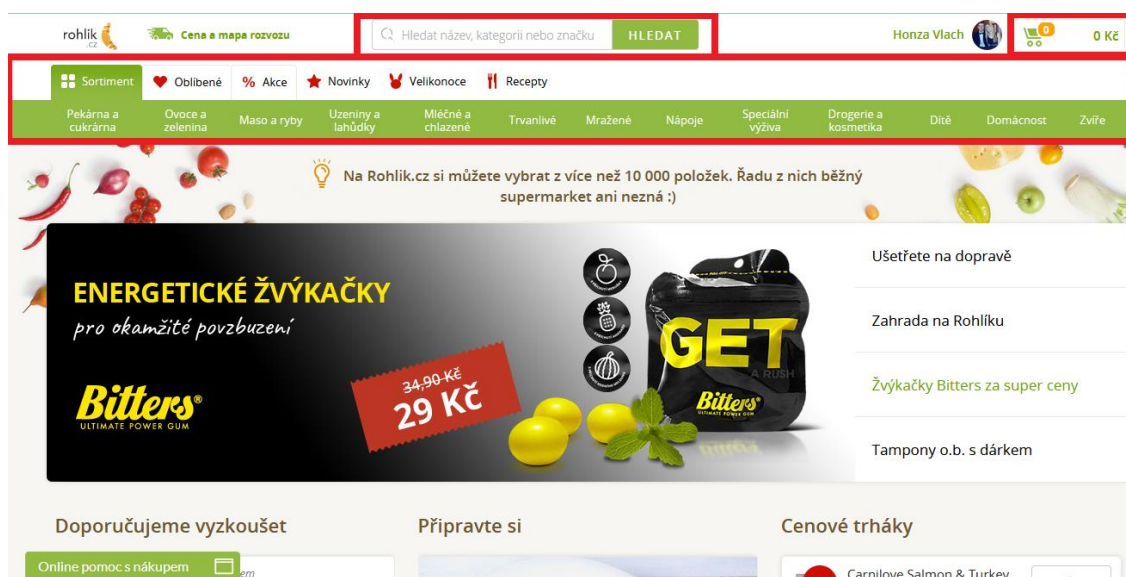 rohlik
.cz
Cena a mapa rozvozu
Hledat název, kategorii nebo značku
HLEDAT
Honza Vlach
0
0 Kč
Sortiment
Oblíbené
% Akce
Novinky
Velikonoce
Recepty
Pekárna a
cukrárna
Ovoce a
zelenina
Maso a ryby
Uzeniny a
lahůdky
Mléčné a
chlazené
Trvanlivé
Mražené
Nápoje
Speciální
výživa
Drogerie a
kosmetika
Dítě
Domácnost
Zvíře
Na Rohlik.cz si můžete vybrat z více než 10 000 položek. Řadu z nich běžný
supermarket ani nezná :)
ENERGETICKÉ ŽVÝKAČKY
pro okamžité povzbuzení
Bitters®
ULTIMATE POWER GUM
34,90 Kč
29 Kč
GET
A RUSH
Bitters
Ušetřete na dopravě
Zahrada na Rohlíku
Žvýkačky Bitters za super ceny
Tampony o.b. s dárkem
Doporučujeme vyzkoušet
Připravte si
Cenové trháky
Online pomoc s nákupem
Carnilove Salmon & Turkey